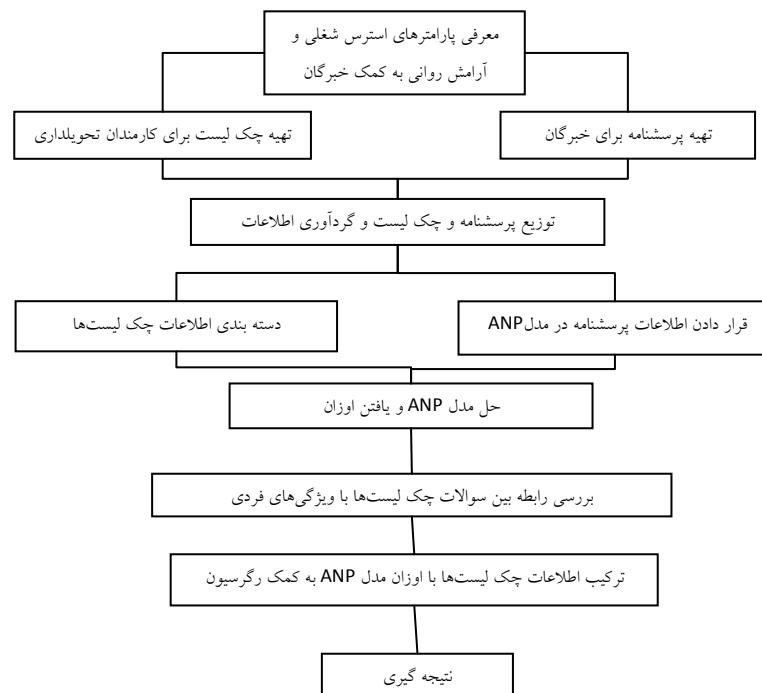 معرفی پارامترهای استرس شغلی و
آرامش روانی به کمک خبرگان
تهیه پرسشنامه برای خبرگان
تهیه چک لیست برای کارمندان تحویلداری
توزیع پرسشنامه و چک لیست و گردآوری اطلاعات
قرار دادن اطلاعات پرسشنامه در مدلANP
دسته بندی اطلاعات چک لیست‌ها
حل مدل ANP و یافتن اوزان
بررسی رابطه بین سوالات چک لیست‌ها با ویژگی‌های فردی
ترکیب اطلاعات چک لیست‌ها با اوزان مدل ANP به کمک رگرسیون
نتیجه گیری